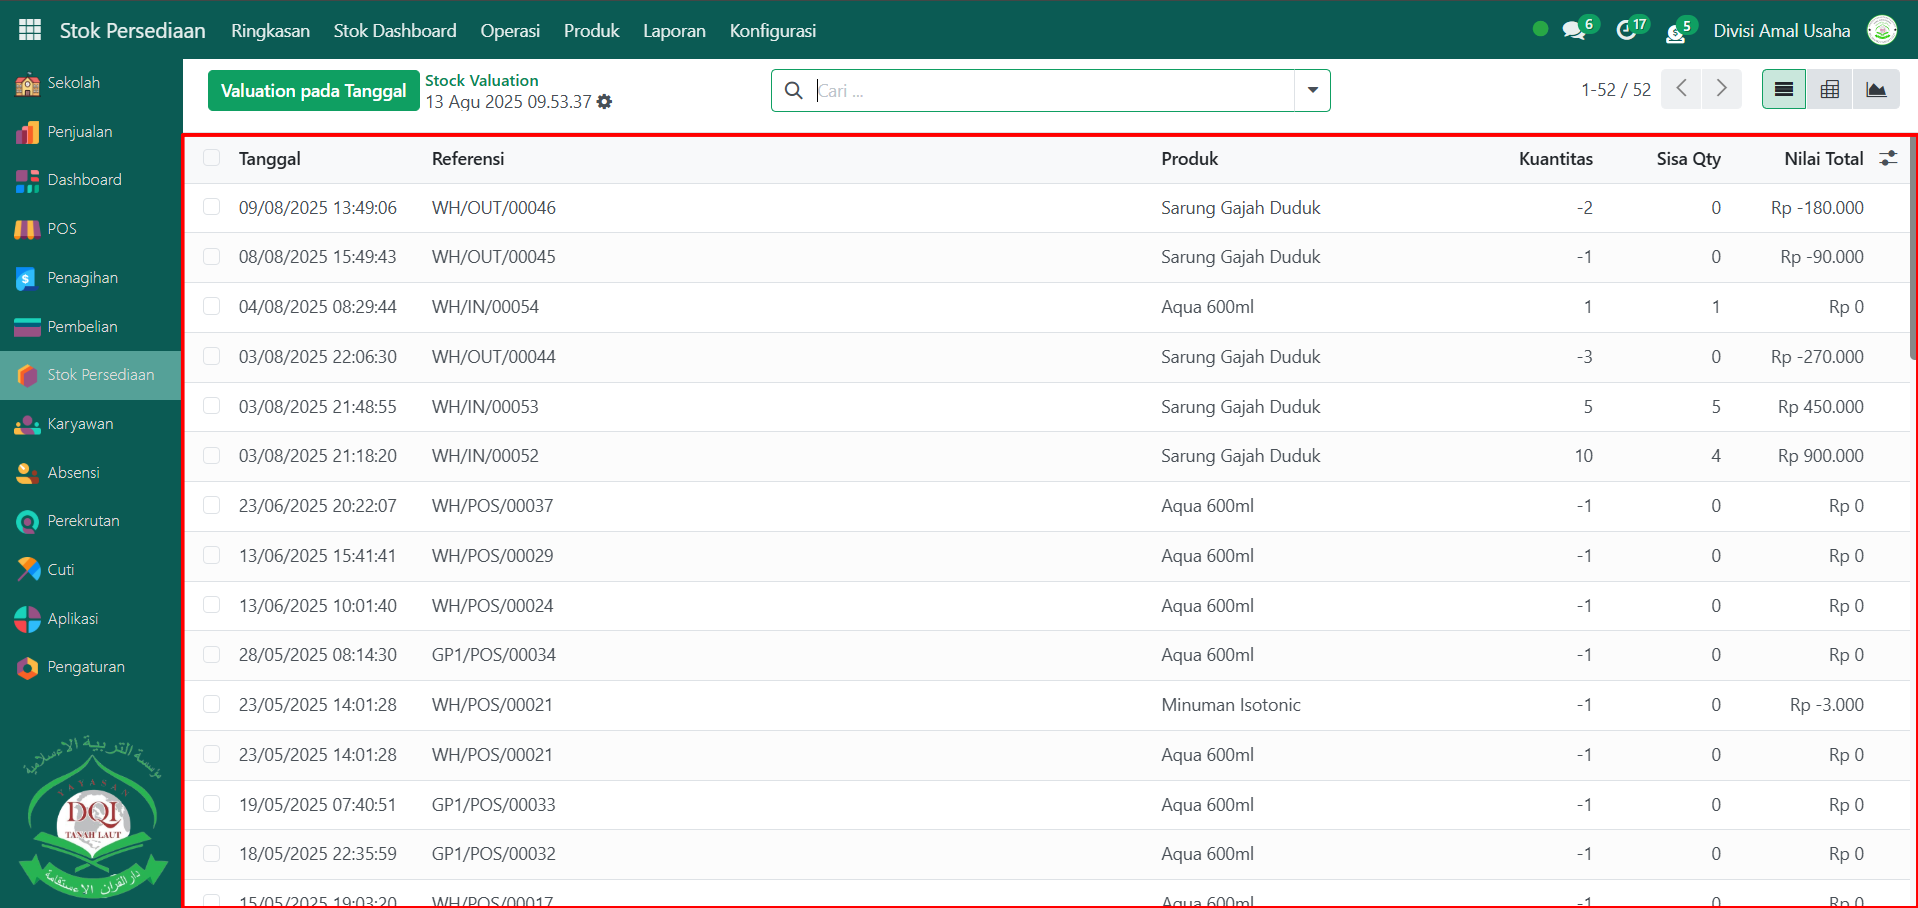 Stok Persediaan Ringkasan Stok Dashboard Operasi Produk Laporan Konfigurasi 6 17 5 Divisi Amal Usaha
Sekolah
Penjualan
Dashboard
POS
Penagihan
Pembelian
Stok Persediaan
Karyawan
Absensi
Perekrutan
Cuti
Aplikasi
Pengaturan
مؤسسة التربية الاءسلامية
YAYASAN
DQI
TANAH LAUT
دار القرآن الاءستقامة
Valuation pada Tanggal
Stock Valuation
13 Agu 2025 09.53.37
Cari ...
1-52 / 52
Tanggal Referensi Produk Kuantitas Sisa Qty Nilai Total
09/08/2025 13:49:06 WH/OUT/00046 Sarung Gajah Duduk -2 0 Rp -180.000
08/08/2025 15:49:43 WH/OUT/00045 Sarung Gajah Duduk -1 0 Rp -90.000
04/08/2025 08:29:44 WH/IN/00054 Aqua 600ml 1 1 Rp 0
03/08/2025 22:06:30 WH/OUT/00044 Sarung Gajah Duduk -3 0 Rp -270.000
03/08/2025 21:48:55 WH/IN/00053 Sarung Gajah Duduk 5 5 Rp 450.000
03/08/2025 21:18:20 WH/IN/00052 Sarung Gajah Duduk 10 4 Rp 900.000
23/06/2025 20:22:07 WH/POS/00037 Aqua 600ml -1 0 Rp 0
13/06/2025 15:41:41 WH/POS/00029 Aqua 600ml -1 0 Rp 0
13/06/2025 10:01:40 WH/POS/00024 Aqua 600ml -1 0 Rp 0
28/05/2025 08:14:30 GP1/POS/00034 Aqua 600ml -1 0 Rp 0
23/05/2025 14:01:28 WH/POS/00021 Minuman Isotonic -1 0 Rp -3.000
23/05/2025 14:01:28 WH/POS/00021 Aqua 600ml -1 0 Rp 0
19/05/2025 07:40:51 GP1/POS/00033 Aqua 600ml -1 0 Rp 0
18/05/2025 22:35:59 GP1/POS/00032 Aqua 600ml -1 0 Rp 0
15/05/2025 19:03:20 WH/POS/00017 Aqua 600ml -1 0 Rp 0